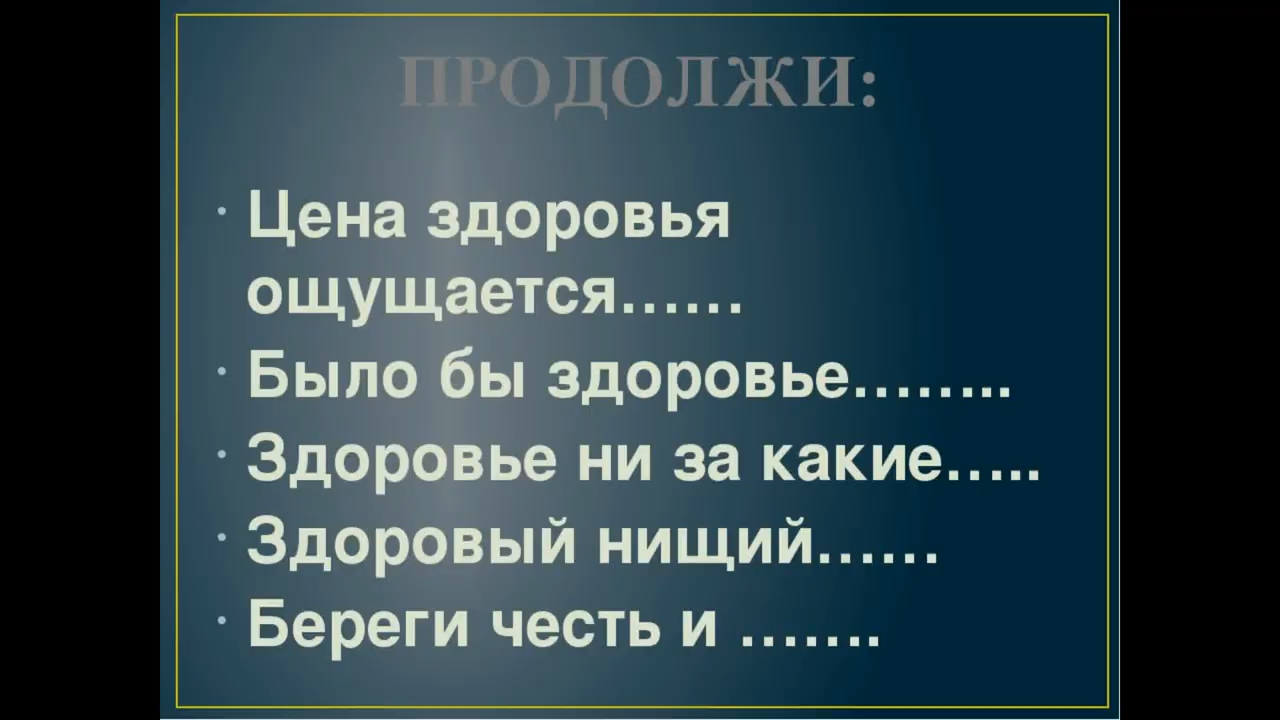 ПРОДОЛЖИ:
• Цена здоровья
ощущается……
• Было бы здоровье……..
• Здоровье ни за какие…..
• Здоровый нищий……
• Береги честь и …….